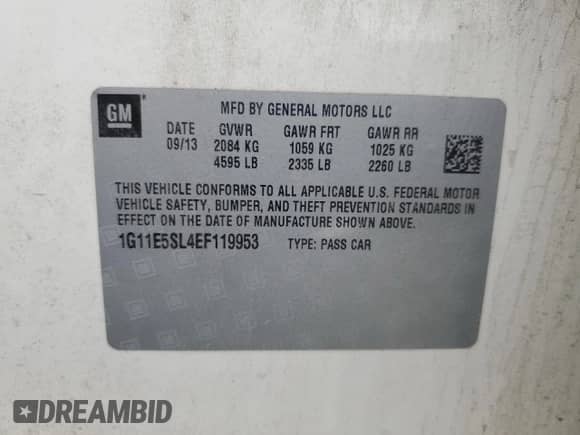 GM
MFD BY GENERAL MOTORS LLC
DATE GVWR GAWR FRT GAWR RR
09/13 2084 KG 1059 KG 1025 KG
4595 LB 2335 LB 2260 LB
THIS VEHICLE CONFORMS TO ALL APPLICABLE U.S. FEDERAL MOTOR
VEHICLE SAFETY, BUMPER, AND THEFT PREVENTION STANDARDS IN
EFFECT ON THE DATE OF MANUFACTURE SHOWN ABOVE.
1G11E5SL4EF119953 TYPE: PASS CAR
DREAMBID